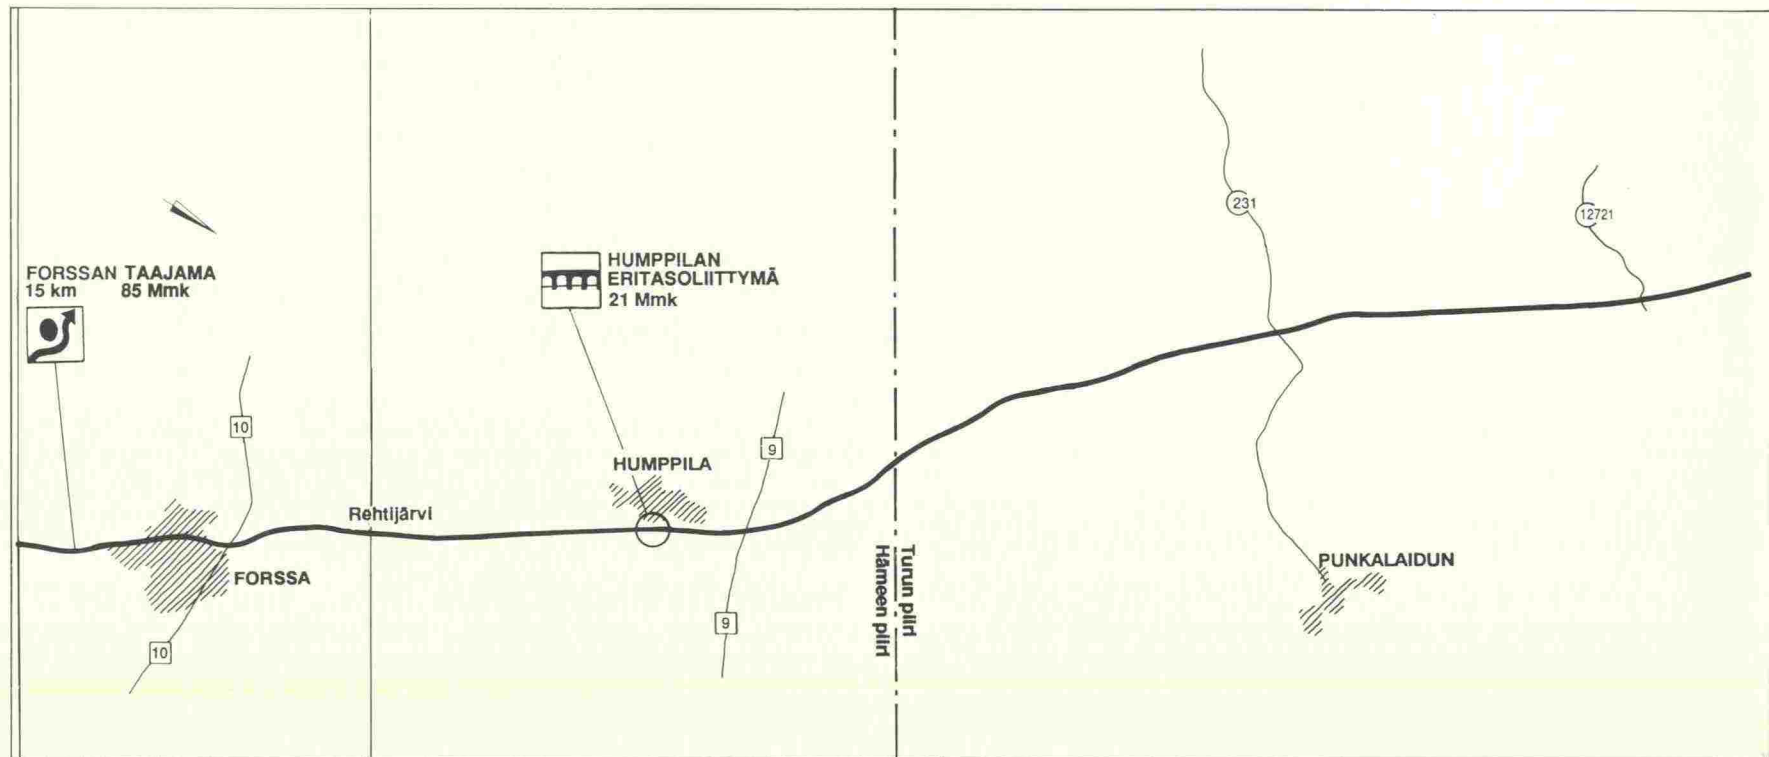 231
12721
HUMPPILAN
ERITASOLIITTYMÄ
21 Mmk
FORSSAN TAAJAMA
15 km 85 Mmk
10
9
HUMPPILA
Rehtijärvi
FORSSA
Turun piiri
Hämeen piiri
PUNKALAIDUN
9
10